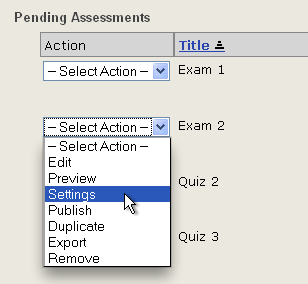 Pending Assessments
Action Title
-- Select Action -- Exam 1
-- Select Action -- Exam 2
-- Select Action --
Edit
Preview
Settings Quiz 2
Publish
Duplicate
Export Quiz 3
Remove